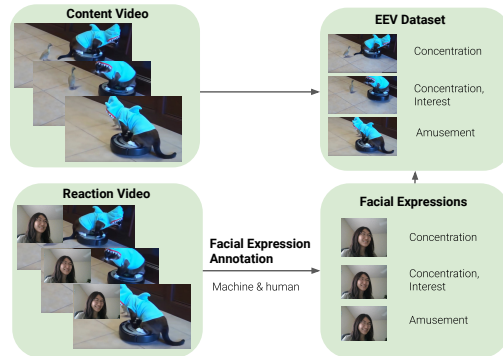 Content Video
EEV Dataset
Concentration
Concentration,
Interest
Amusement
Reaction Video
Facial Expression
Annotation
Machine & human
Facial Expressions
Concentration
Concentration,
Interest
Amusement